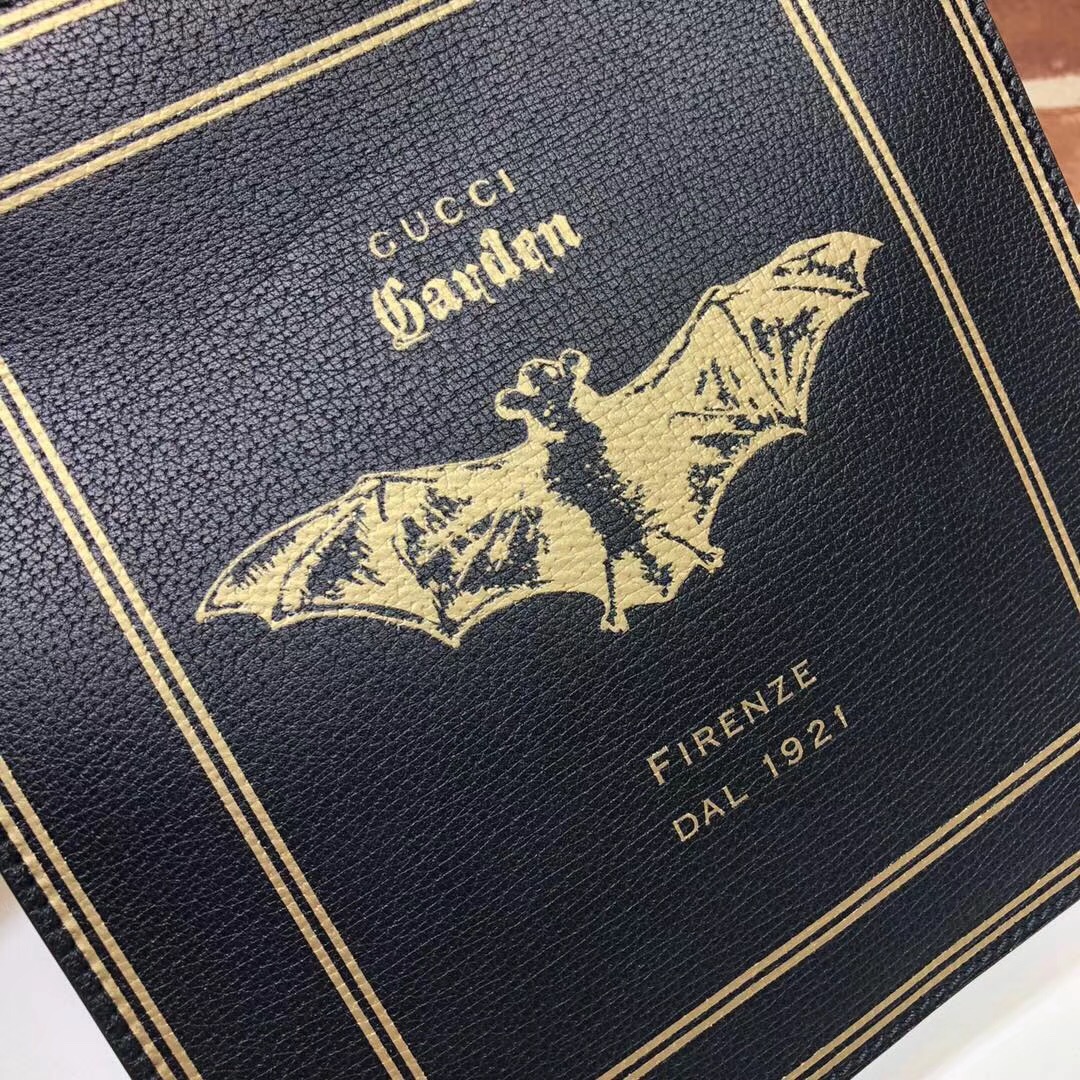 GUCCI
Garden
FIRENZE
DAL 1921